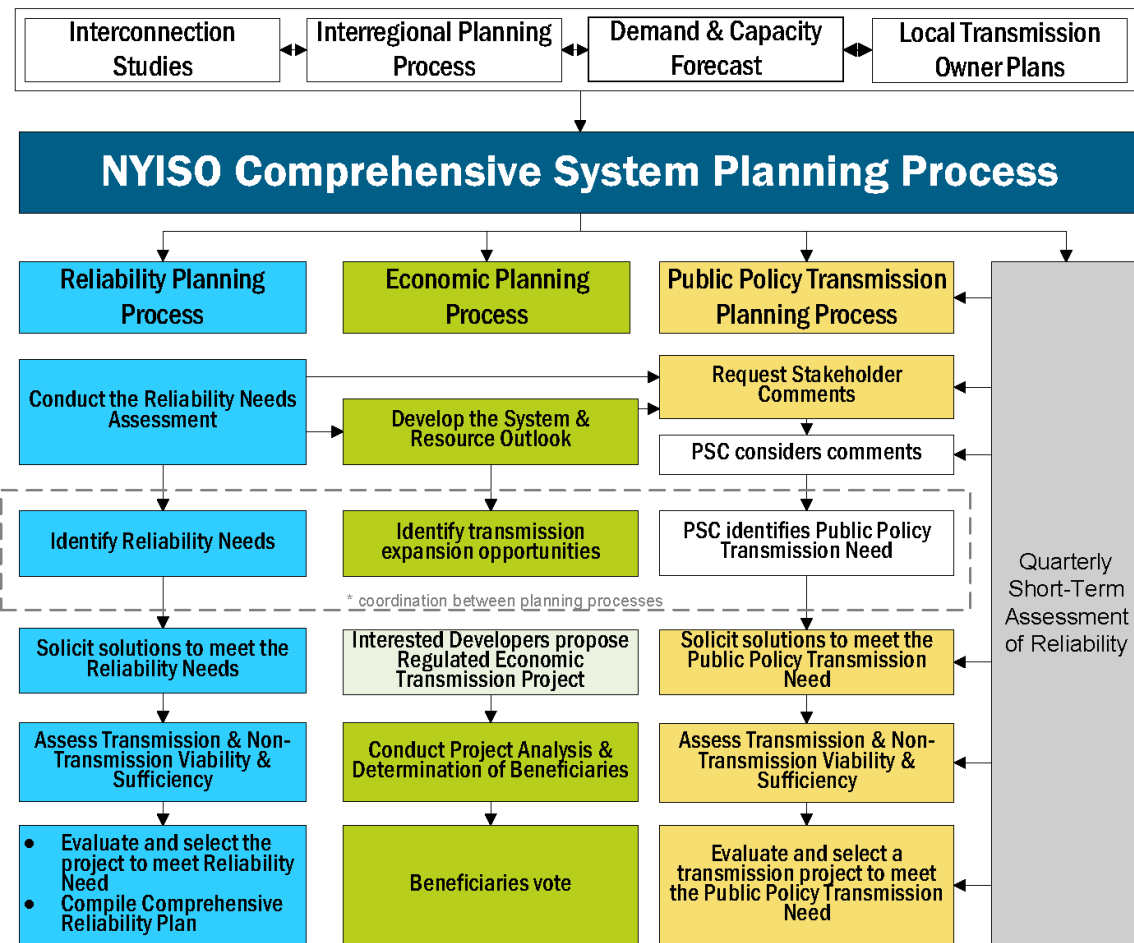 Interconnection
Studies
Interregional Planning
Process
Demand & Capacity
Forecast
Local Transmission
Owner Plans
NYISO Comprehensive System Planning Process
Reliability Planning
Process
Economic Planning
Process
Public Policy Transmission
Planning Process
Conduct the Reliability Needs
Assessment
Develop the System &
Resource Outlook
Request Stakeholder
Comments
PSC considers comments
Identify Reliability Needs
Identify transmission
expansion opportunities
PSC identifies Public Policy
Transmission Need
* coordination between planning processes
Quarterly
Short-Term
Assessment
of Reliability
Solicit solutions to meet the
Reliability Needs
Interested Developers propose
Regulated Economic
Transmission Project
Solicit solutions to meet the
Public Policy Transmission
Need
Assess Transmission & Non-
Transmission Viability &
Sufficiency
Conduct Project Analysis &
Determination of Beneficiaries
Assess Transmission & Non-
Transmission Viability &
Sufficiency
• Evaluate and select the
project to meet Reliability
Need
• Compile Comprehensive
Reliability Plan
Beneficiaries vote
Evaluate and select a
transmission project to meet
the Public Policy Transmission
Need